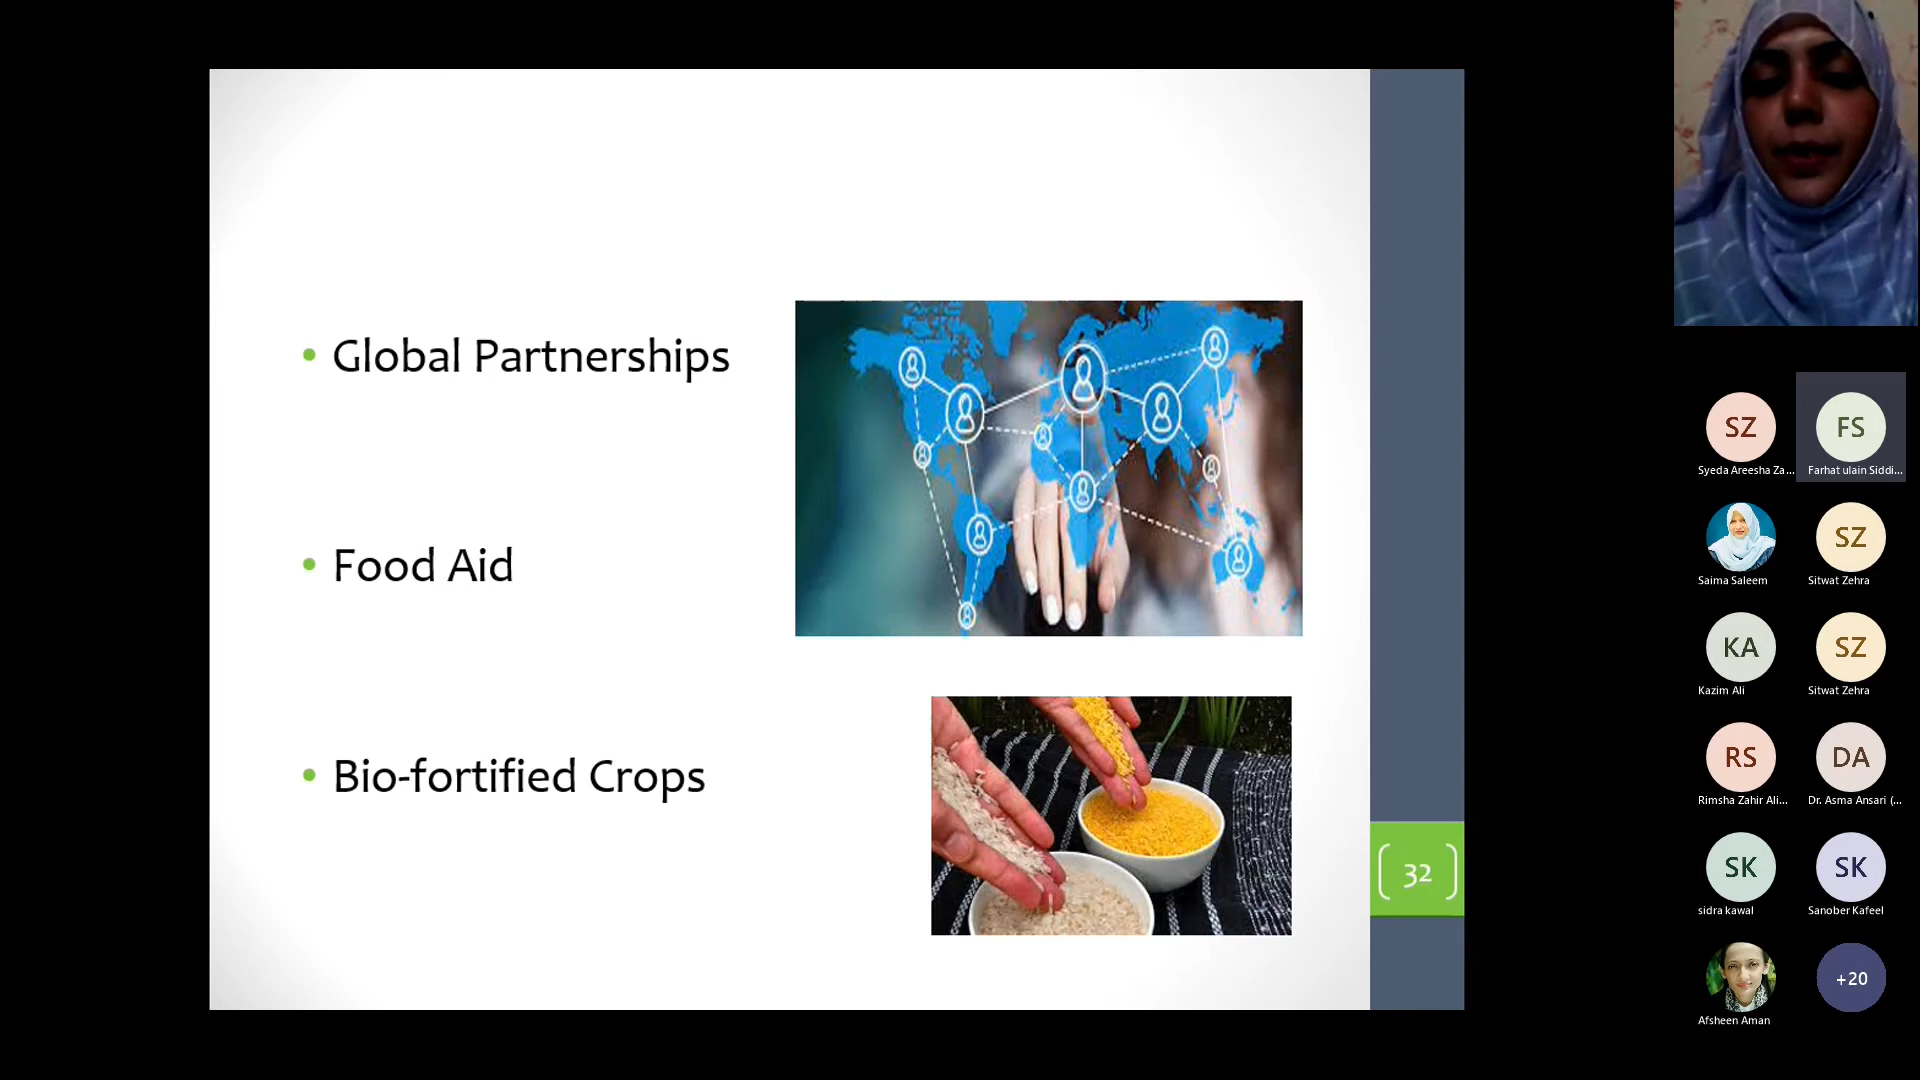 • Global Partnerships
• Food Aid
• Bio-fortified Crops
32
SZ
FS
Syeda Areesha Za...
Farhat ulain Siddi...
Saima Saleem
SZ
Sitwat Zehra
KA
Kazim Ali
SZ
Sitwat Zehra
RS
Rimsha Zahir Ali...
DA
Dr. Asma Ansari (...
SK
sidra kawal
SK
Sanober Kafeel
Afsheen Aman
+20